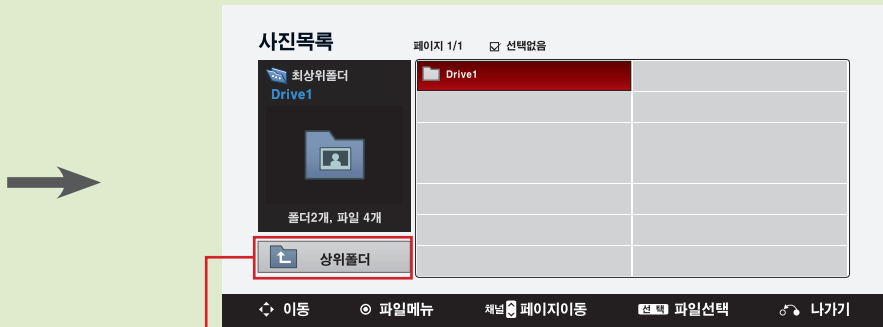 사진목록
페이지 1/1
선택없음
최상위폴더
Drive1
Drive1
폴더2개, 파일 4개
상위폴더
이동
파일메뉴
채널 페이지이동
선택 파일선택
나가기